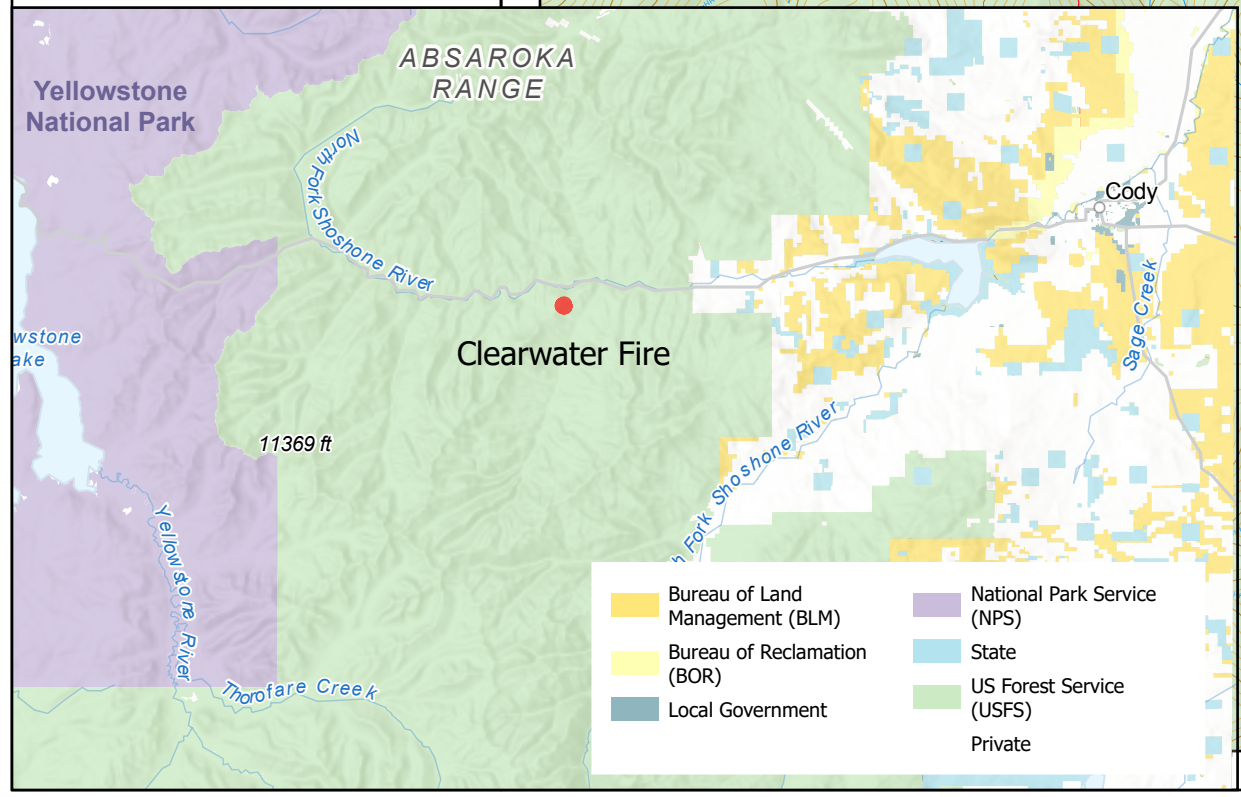 ABSAROKA
RANGE
Yellowstone
National Park
North Fork Shoshone River
Cody
Sage Creek
wstone
ake
Clearwater Fire
11369 ft
h Fork Shoshone River
Yellowstone River
Thorofare Creek
Bureau of Land
Management (BLM)
Bureau of Reclamation
(BOR)
Local Government
National Park Service
(NPS)
State
US Forest Service
(USFS)
Private